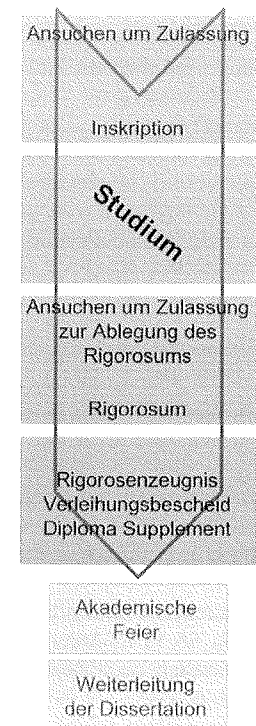 Ansuchen um Zulassung
Inskription
Studium
Ansuchen um Zulassung
zur Ablegung des
Rigorosums
Rigorosum
Rigorosenzeugnis
Verleihungsbescheid
Diploma Supplement
Akademische
Feier
Weiterleitung
der Dissertation